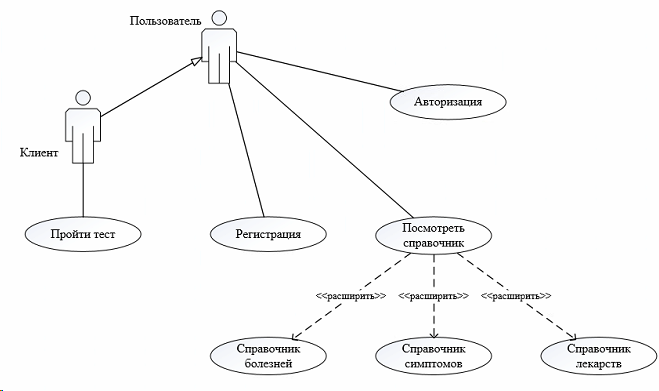 Пользователь
Авторизация
Клиент
Пройти тест
Регистрация
Посмотреть
справочник
<<расширить>>
<<расширить>>
<<расширить>>
Справочник
болезней
Справочник
симптомов
Справочник
лекарств